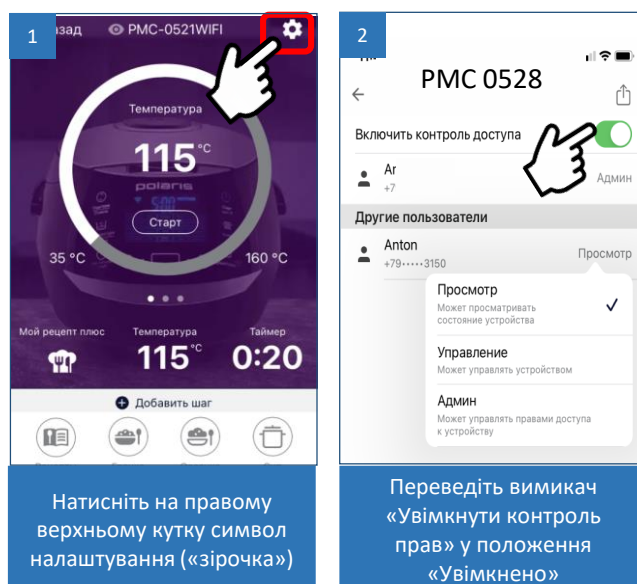 1
зад
PMC-0521WIFI
Температура
115°C
polaris
Старт
35 °C
160 °C
Мой рецепт плюс
Температура
Таймер
115°C
0:20
Добавить шаг
Натисніть на правому
верхньому кутку символ
налаштування («зірочка»)
2
PMC 0528
Включить контроль доступа
Ar
+7
Админ
Другие пользователи
Anton
+79·····3150
Просмотр
Просмотр
Может просматривать
состояние устройства
Управление
Может управлять устройством
Админ
Может управлять правами доступа
к устройству
Переведіть вимикач
«Увімкнути контроль
прав» у положення
«Увімкнено»